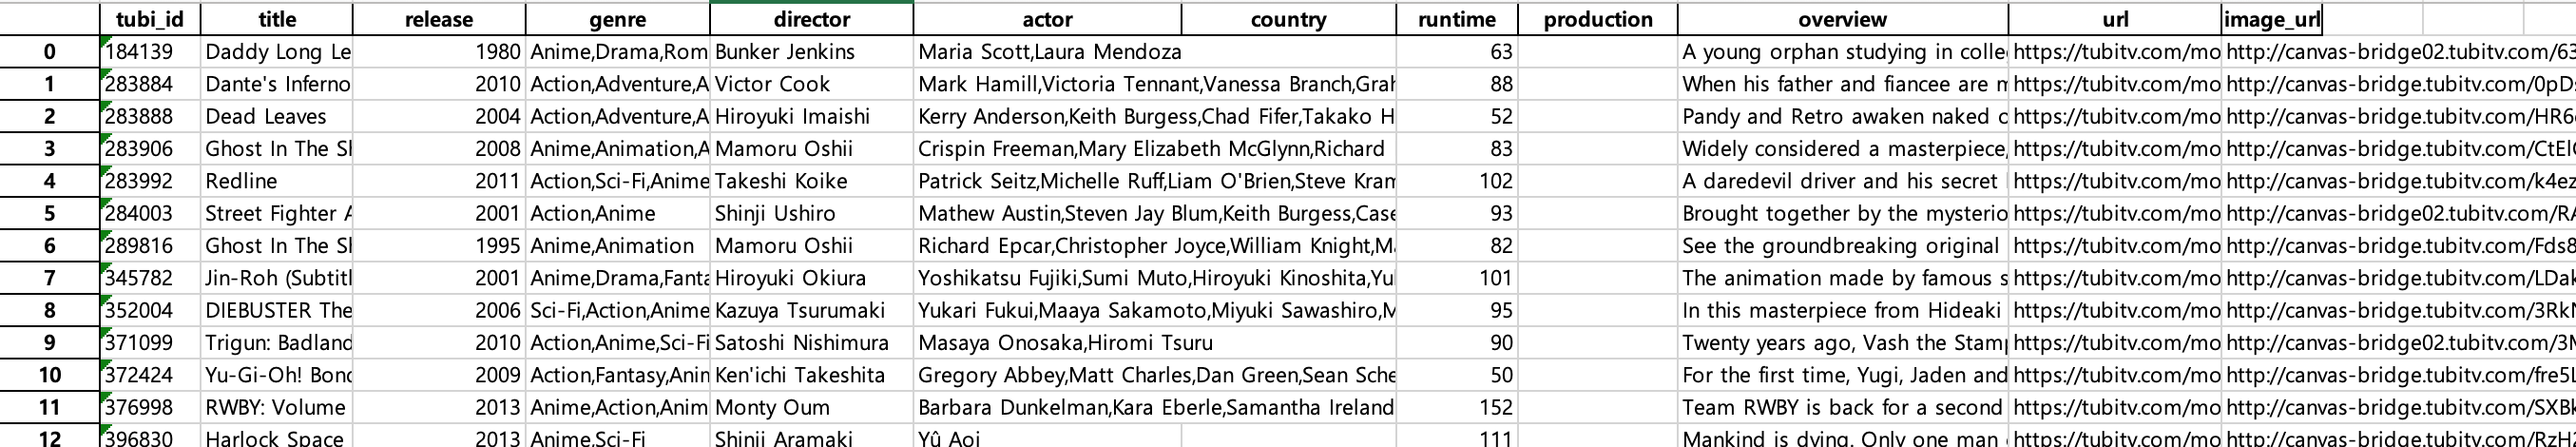 tubi_id title release genre director actor country runtime production overview url image_url
0 184139 Daddy Long Le 1980 Anime,Drama,Rom Bunker Jenkins Maria Scott,Laura Mendoza 63 A young orphan studying in colle https://tubitv.com/mo http://canvas-bridge02.tubitv.com/63
1 283884 Dante's Inferno 2010 Action,Adventure,A Victor Cook Mark Hamill,Victoria Tennant,Vanessa Branch,Grah 88 When his father and fiancee are m https://tubitv.com/mo http://canvas-bridge.tubitv.com/0pD
2 283888 Dead Leaves 2004 Action,Adventure,A Hiroyuki Imaishi Kerry Anderson,Keith Burgess,Chad Fifer,Takako H 52 Pandy and Retro awaken naked o https://tubitv.com/mo http://canvas-bridge.tubitv.com/HR6
3 283906 Ghost In The Sh 2008 Anime,Animation,A Mamoru Oshii Crispin Freeman,Mary Elizabeth McGlynn,Richard 83 Widely considered a masterpiece, https://tubitv.com/mo http://canvas-bridge.tubitv.com/CtEI
4 283992 Redline 2011 Action,Sci-Fi,Anime Takeshi Koike Patrick Seitz,Michelle Ruff,Liam O'Brien,Steve Kram 102 A daredevil driver and his secret https://tubitv.com/mo http://canvas-bridge.tubitv.com/k4ez
5 284003 Street Fighter A 2001 Action,Anime Shinji Ushiro Mathew Austin,Steven Jay Blum,Keith Burgess,Case 93 Brought together by the mysterio https://tubitv.com/mo http://canvas-bridge02.tubitv.com/RA
6 289816 Ghost In The Sh 1995 Anime,Animation Mamoru Oshii Richard Epcar,Christopher Joyce,William Knight,Ma 82 See the groundbreaking original https://tubitv.com/mo http://canvas-bridge.tubitv.com/Fds8
7 345782 Jin-Roh (Subtitl 2001 Anime,Drama,Fanta Hiroyuki Okiura Yoshikatsu Fujiki,Sumi Muto,Hiroyuki Kinoshita,Yu 101 The animation made by famous s https://tubitv.com/mo http://canvas-bridge.tubitv.com/LDak
8 352004 DIEBUSTER The 2006 Sci-Fi,Action,Anime Kazuya Tsurumaki Yukari Fukui,Maaya Sakamoto,Miyuki Sawashiro,M 95 In this masterpiece from Hideaki https://tubitv.com/mo http://canvas-bridge.tubitv.com/3Rk
9 371099 Trigun: Badland 2010 Action,Anime,Sci-Fi Satoshi Nishimura Masaya Onosaka,Hiromi Tsuru 90 Twenty years ago, Vash the Stamp https://tubitv.com/mo http://canvas-bridge02.tubitv.com/3
10 372424 Yu-Gi-Oh! Bond 2009 Action,Fantasy,Anim Ken'ichi Takeshita Gregory Abbey,Matt Charles,Dan Green,Sean Sche 50 For the first time, Yugi, Jaden and https://tubitv.com/mo http://canvas-bridge.tubitv.com/fre5
11 376998 RWBY: Volume 2013 Anime,Action,Anim Monty Oum Barbara Dunkelman,Kara Eberle,Samantha Ireland 152 Team RWBY is back for a second https://tubitv.com/mo http://canvas-bridge.tubitv.com/SXB
12 396830 Harlock Space 2013 Anime,Sci-Fi Shinji Aramaki Yû Aoi 111 Mankind is dying. Only one man https://tubitv.com/mo http://canvas-bridge.tubitv.com/RzH